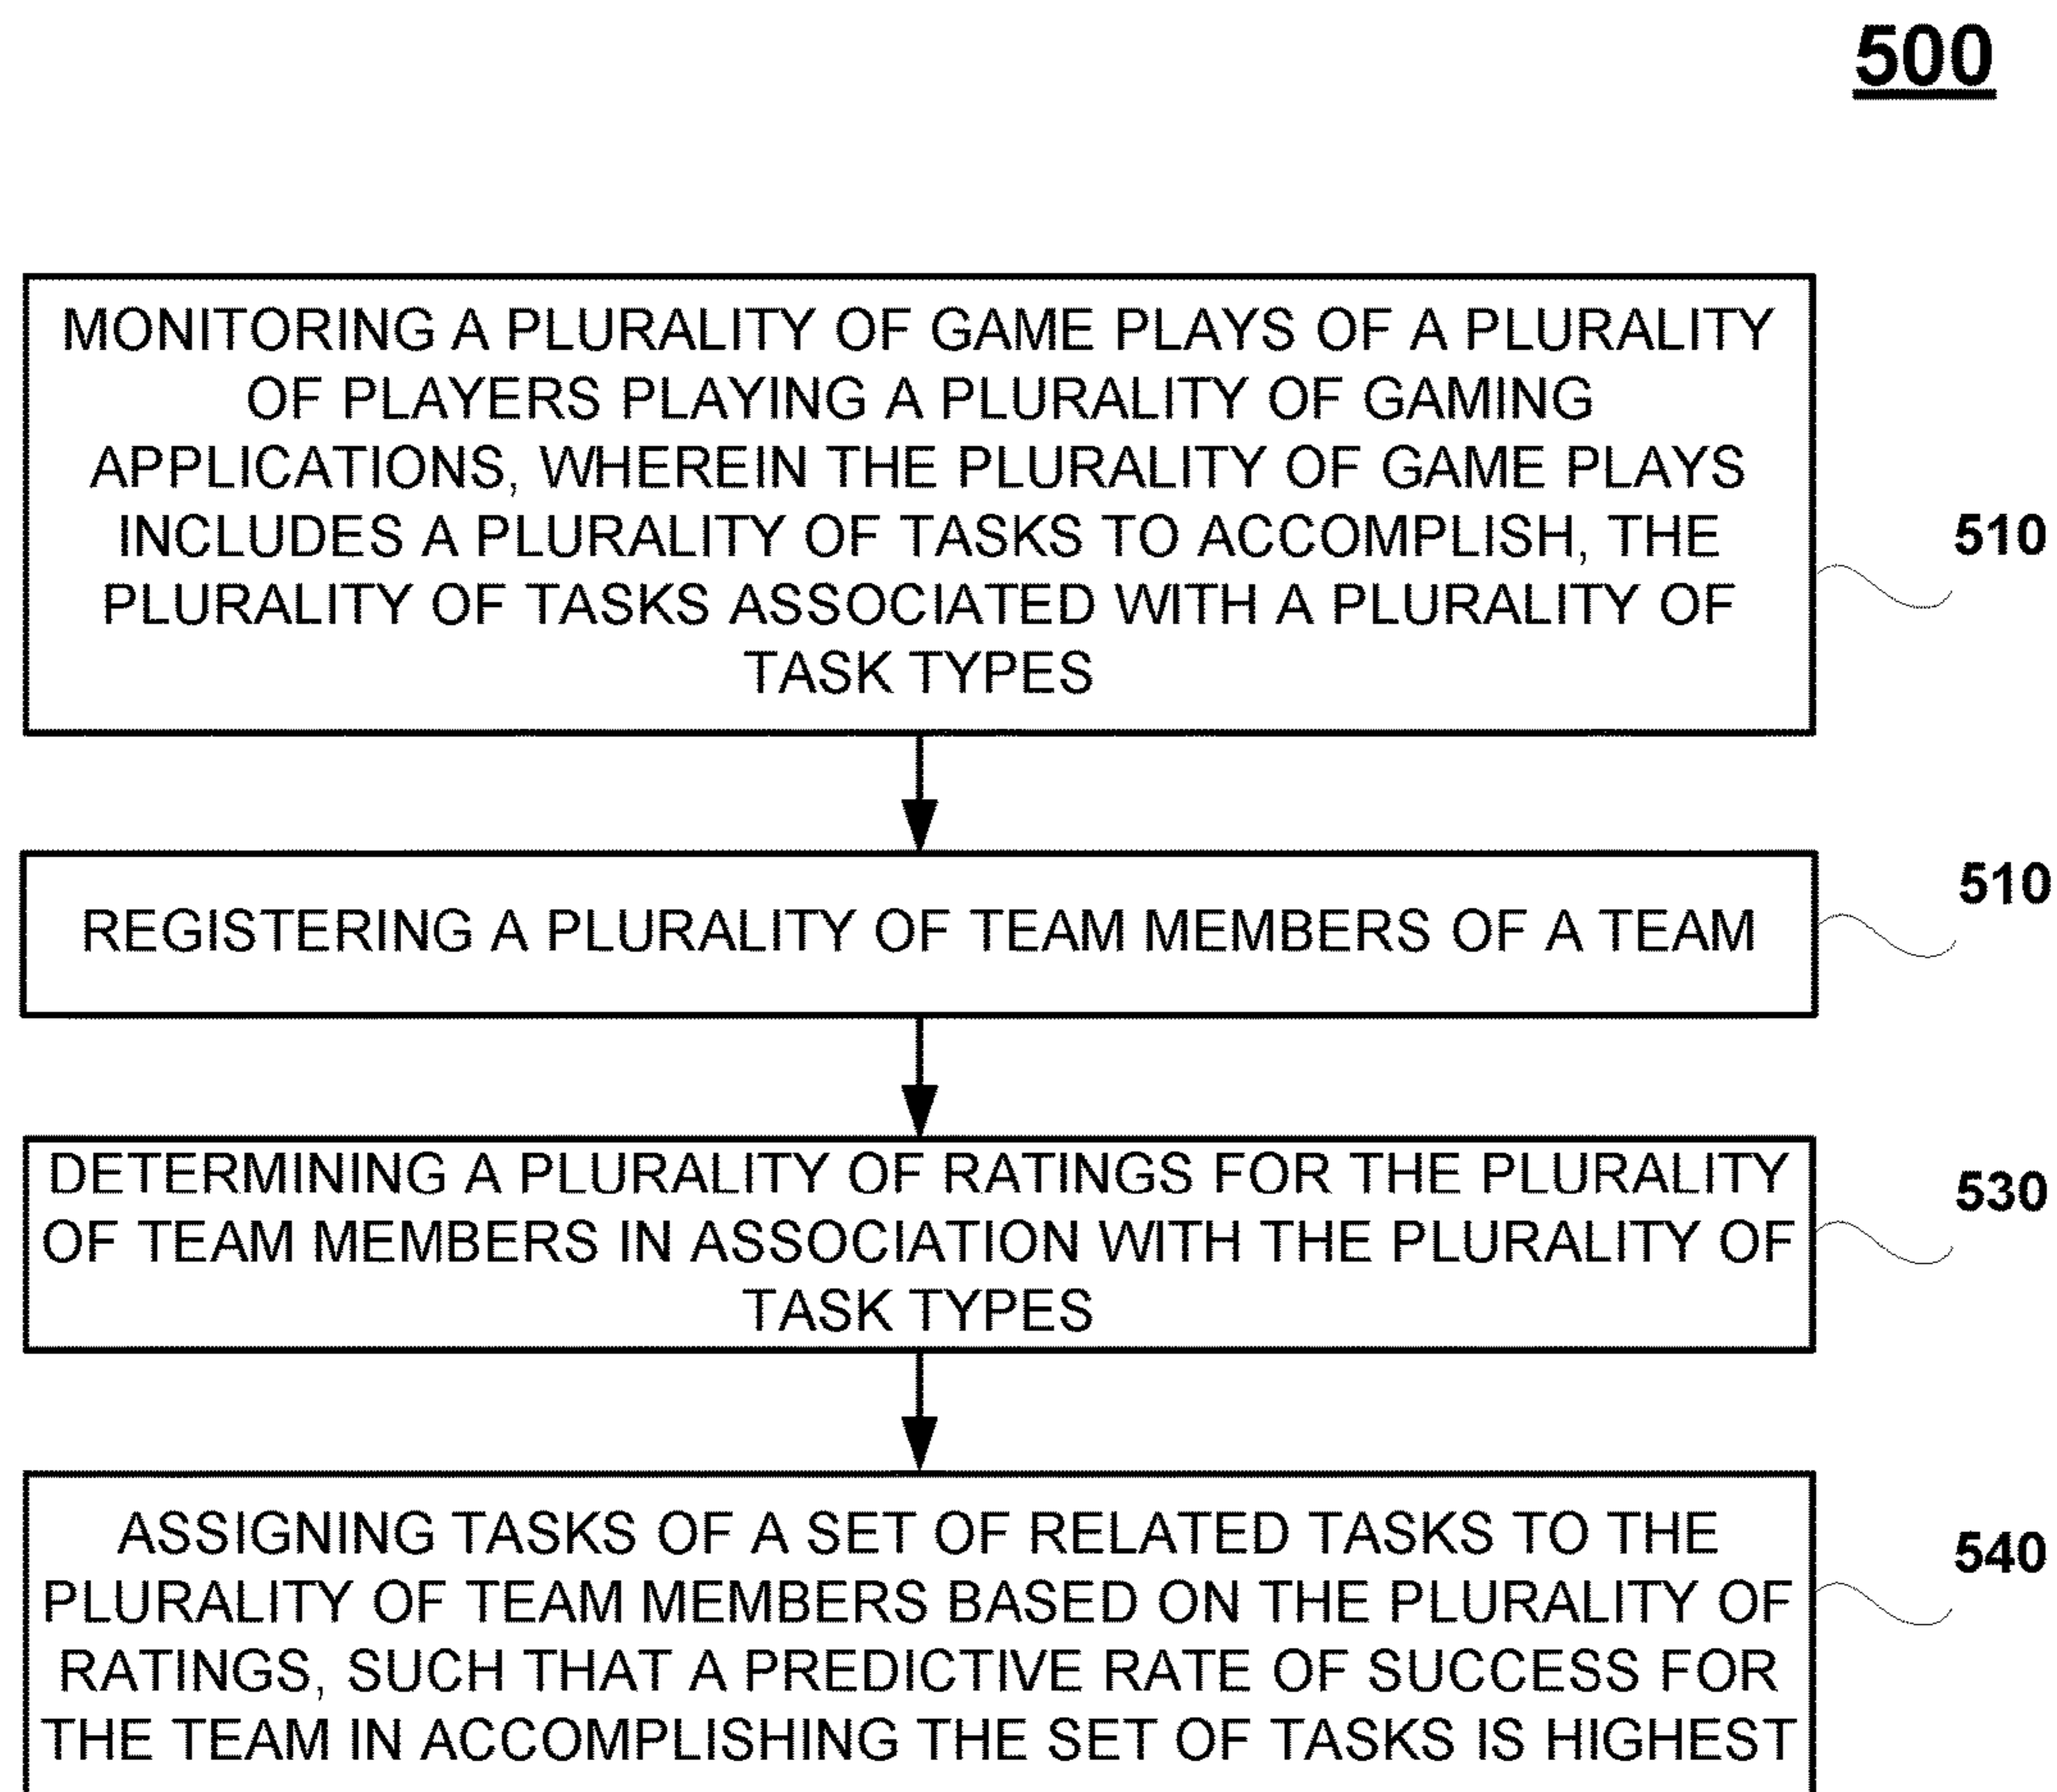 500
MONITORING A PLURALITY OF GAME PLAYS OF A PLURALITY
OF PLAYERS PLAYING A PLURALITY OF GAMING
APPLICATIONS, WHEREIN THE PLURALITY OF GAME PLAYS
INCLUDES A PLURALITY OF TASKS TO ACCOMPLISH, THE
PLURALITY OF TASKS ASSOCIATED WITH A PLURALITY OF
TASK TYPES
510
REGISTERING A PLURALITY OF TEAM MEMBERS OF A TEAM
510
DETERMINING A PLURALITY OF RATINGS FOR THE PLURALITY
OF TEAM MEMBERS IN ASSOCIATION WITH THE PLURALITY OF
TASK TYPES
530
ASSIGNING TASKS OF A SET OF RELATED TASKS TO THE
PLURALITY OF TEAM MEMBERS BASED ON THE PLURALITY OF
RATINGS, SUCH THAT A PREDICTIVE RATE OF SUCCESS FOR
THE TEAM IN ACCOMPLISHING THE SET OF TASKS IS HIGHEST
540